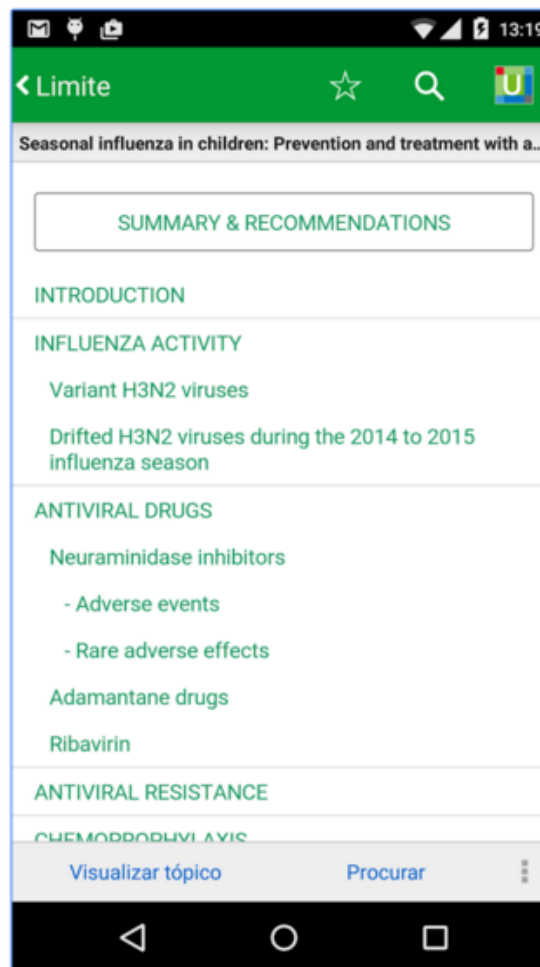 13:19
Limite
U
Seasonal influenza in children: Prevention and treatment with a...
SUMMARY & RECOMMENDATIONS
INTRODUCTION
INFLUENZA ACTIVITY
Variant H3N2 viruses
Drifted H3N2 viruses during the 2014 to 2015
influenza season
ANTIVIRAL DRUGS
Neuraminidase inhibitors
- Adverse events
- Rare adverse effects
Adamantane drugs
Ribavirin
ANTIVIRAL RESISTANCE
CHEMOPROPHYLAXIS
Visualizar tópico
Procurar